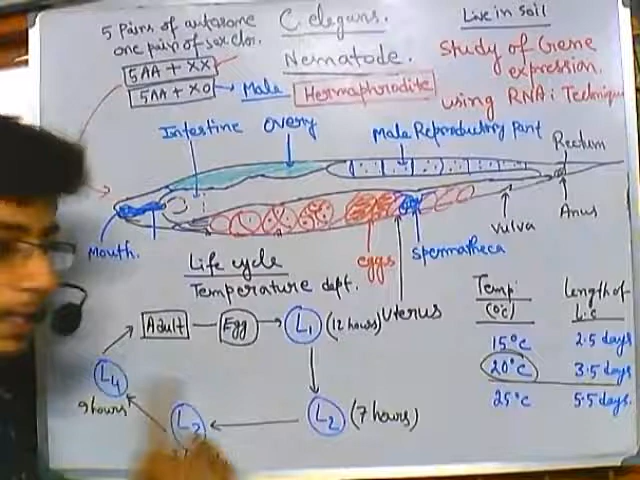 5 Pairs of autosome
one pair of sex chr.
C. elegans.
Live in soil
5AA + XX
5AA + XO
Male
Hermaphrodite
Nematode.
Study of Gene
expression.
using RNAi Technique
Intestine
Overy
Male Reproductory part
Rectum
Mouth.
eggs
spermatheca
Vulva
Anus
Uterus
Life cycle
Temperature dept.
Adult
Egg
L1 (12 hours)
L4
9 hours
L3
L2 (7 hours)
Temp: Length of
(0°c) L.C
15°c 2.5 days
20°c 3.5 days
25°c 5.5 days.